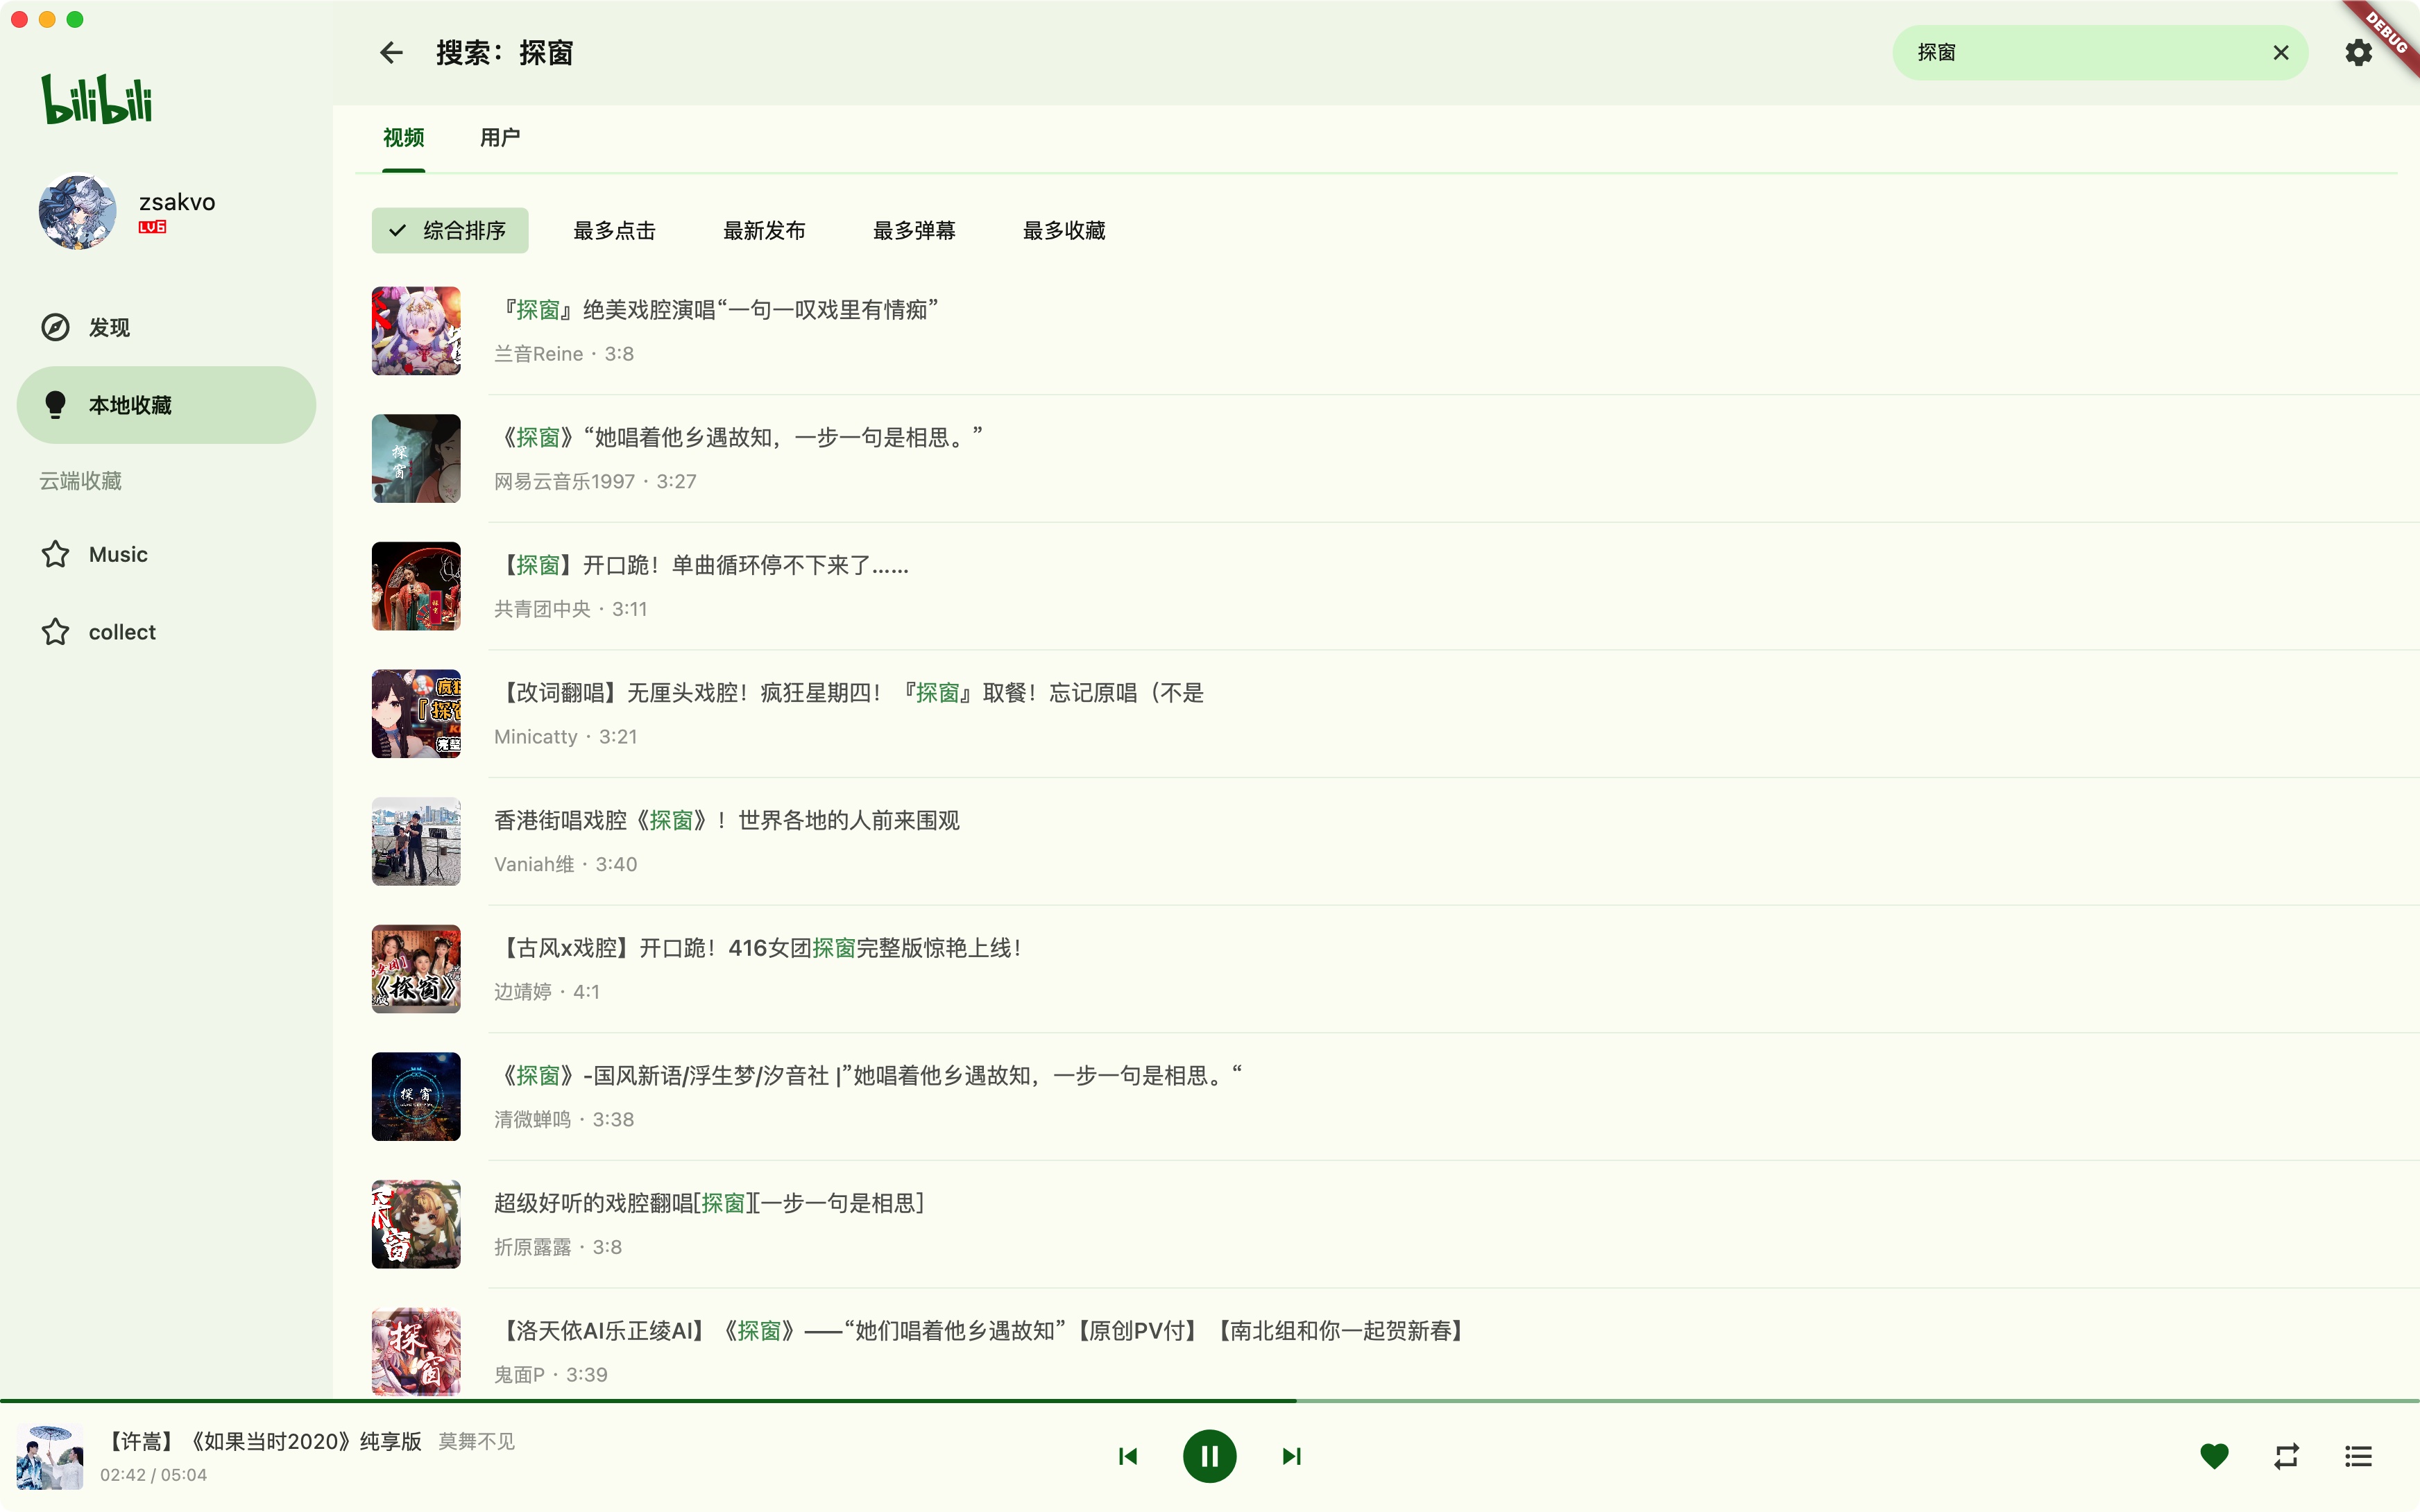 bilibili
zsakvo
LV6
发现
本地收藏
云端收藏
Music
collect
搜索：探窗
探窗
DEBUG
视频 用户
综合排序 最多点击 最新发布 最多弹幕 最多收藏
『探窗』绝美戏腔演唱“一句一叹戏里有情痴”
兰音Reine · 3:8
探窗
《探窗》“她唱着他乡遇故知，一步一句是相思。”
网易云音乐1997 · 3:27
【探窗】开口跪！单曲循环停不下来了……
共青团中央 · 3:11
【改词翻唱】无厘头戏腔！疯狂星期四！『探窗』取餐！忘记原唱（不是
Minicatty · 3:21
香港街唱戏腔《探窗》！世界各地的人前来围观
Vaniah维 · 3:40
《探窗》
【古风x戏腔】开口跪！416女团探窗完整版惊艳上线！
边靖婷 · 4:1
探窗
《探窗》-国风新语/浮生梦/汐音社 |”她唱着他乡遇故知，一步一句是相思。“
清微蝉鸣 · 3:38
窗
超级好听的戏腔翻唱[探窗][一步一句是相思]
折原露露 · 3:8
探窗
【洛天依AI乐正绫AI】《探窗》——“她们唱着他乡遇故知”【原创PV付】【南北组和你一起贺新春】
鬼面P · 3:39
【许嵩】《如果当时2020》纯享版 莫舞不见
02:42 / 05:04